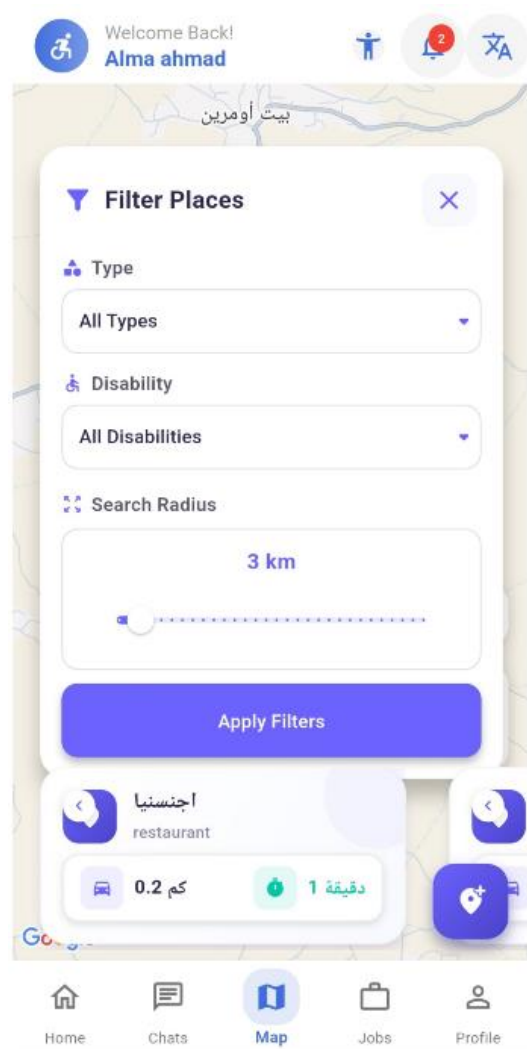 Welcome Back!
Alma ahmad
2
بيت أومرين
Filter Places
Type
All Types
Disability
All Disabilities
Search Radius
3 km
Apply Filters
اجنسنيا
restaurant
0.2 كم
1 دقيقة
Home
Chats
Map
Jobs
Profile